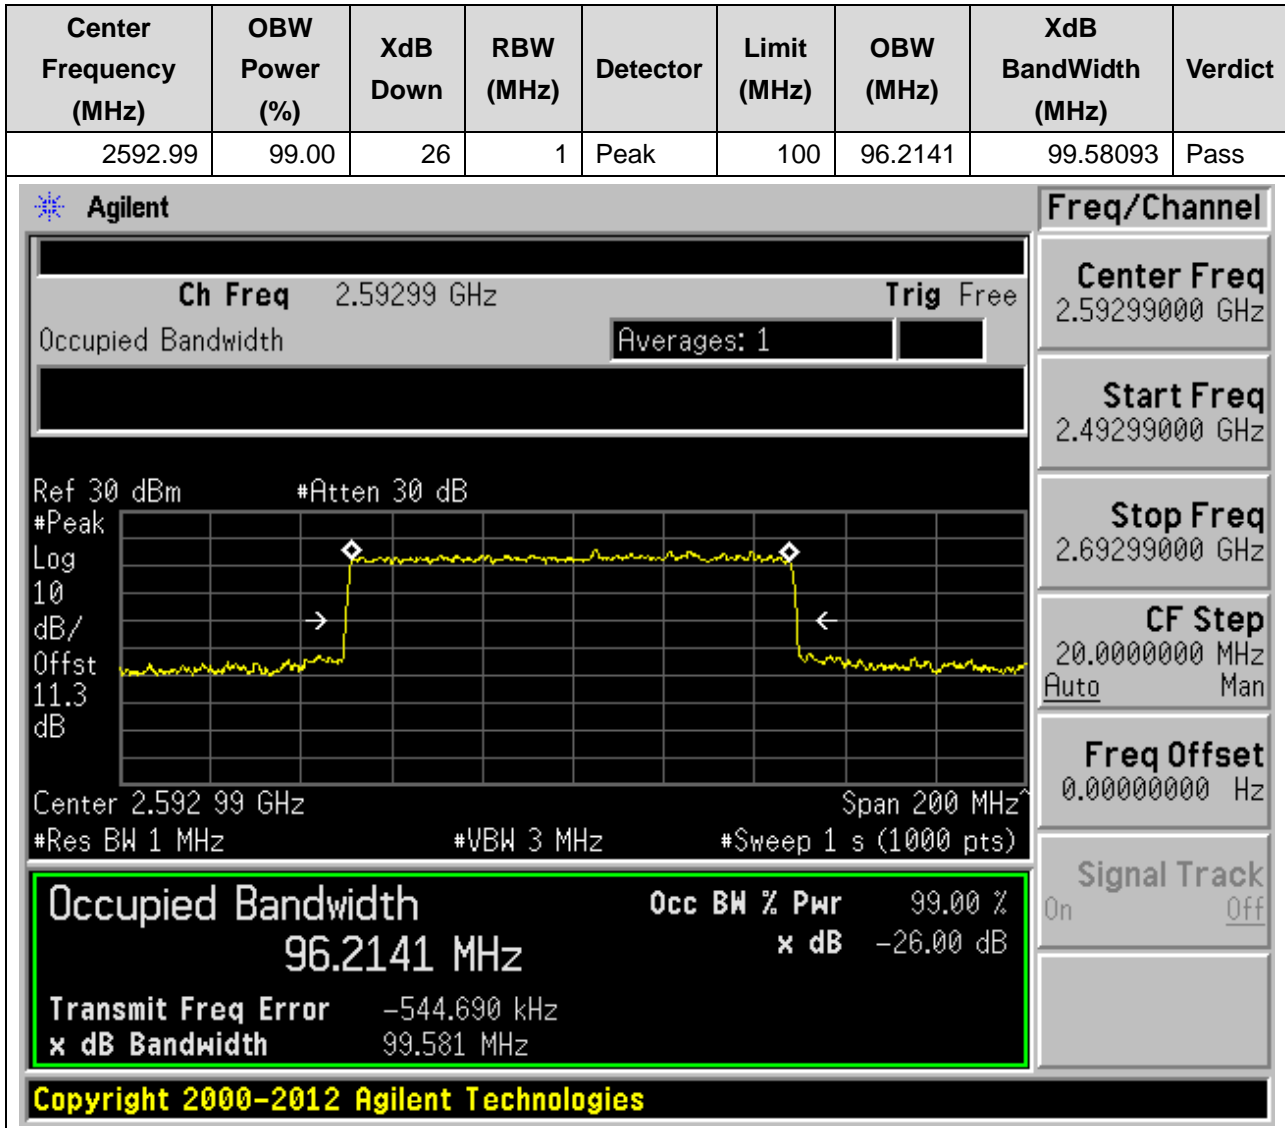 Center Frequency (MHz) OBW Power (%) XdB Down RBW (MHz) Detector Limit (MHz) OBW (MHz) XdB BandWidth (MHz) Verdict
2592.99 99.00 26 1 Peak 100 96.2141 99.58093 Pass
Agilent
Freq/Channel
Ch Freq 2.59299 GHz Trig Free
Occupied Bandwidth Averages: 1
Center Freq
2.59299000 GHz
Start Freq
2.49299000 GHz
Stop Freq
2.69299000 GHz
CF Step
20.0000000 MHz
Auto Man
Freq Offset
0.00000000 Hz
Signal Track
On Off
Ref 30 dBm #Atten 30 dB
#Peak
Log
10
dB/
Offst
11.3
dB
Center 2.592 99 GHz Span 200 MHz^
#Res BW 1 MHz #VBW 3 MHz #Sweep 1 s (1000 pts)
Occupied Bandwidth Occ BW % Pwr 99.00 %
96.2141 MHz x dB -26.00 dB
Transmit Freq Error -544.690 kHz
x dB Bandwidth 99.581 MHz
Copyright 2000-2012 Agilent Technologies